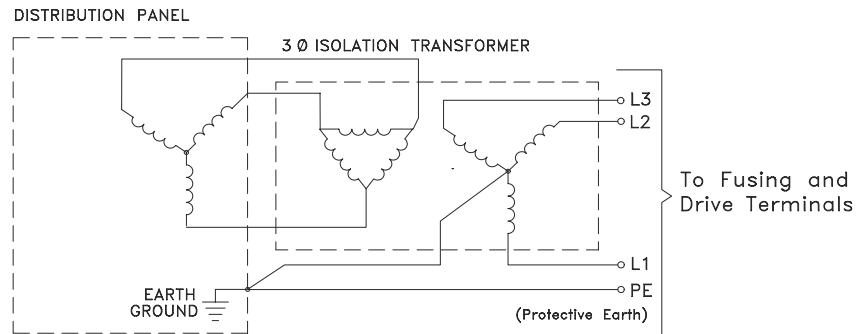 DISTRIBUTION PANEL
3 Ø ISOLATION TRANSFORMER
L3
L2
To Fusing and
Drive Terminals
L1
EARTH
GROUND
PE
(Protective Earth)